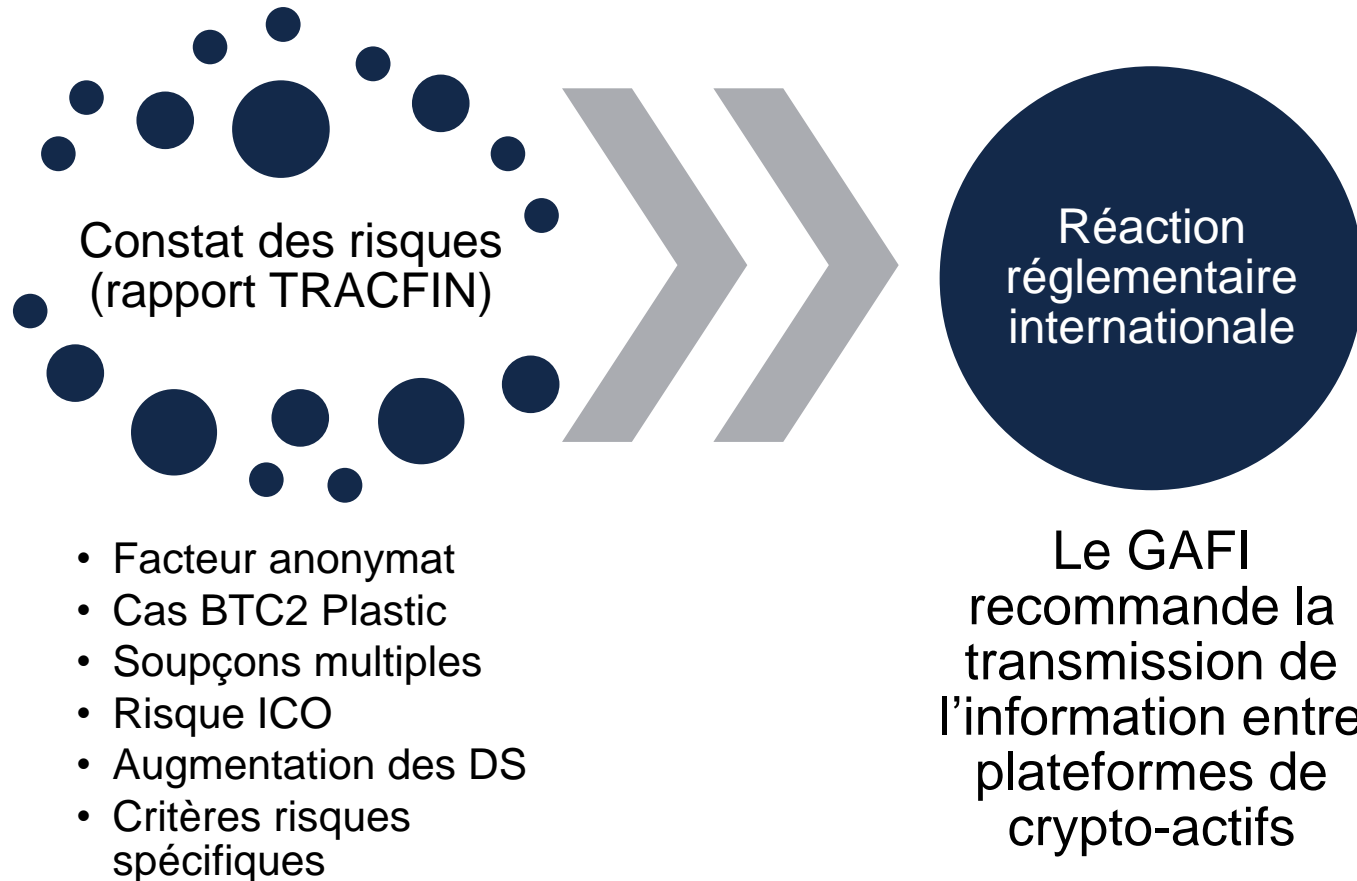 Constat des risques
(rapport TRACFIN)
• Facteur anonymat
• Cas BTC2 Plastic
• Soupçons multiples
• Risque ICO
• Augmentation des DS
• Critères risques
spécifiques
Réaction
réglementaire
internationale
Le GAFI
recommande la
transmission de
l’information entre
plateformes de
crypto-actifs